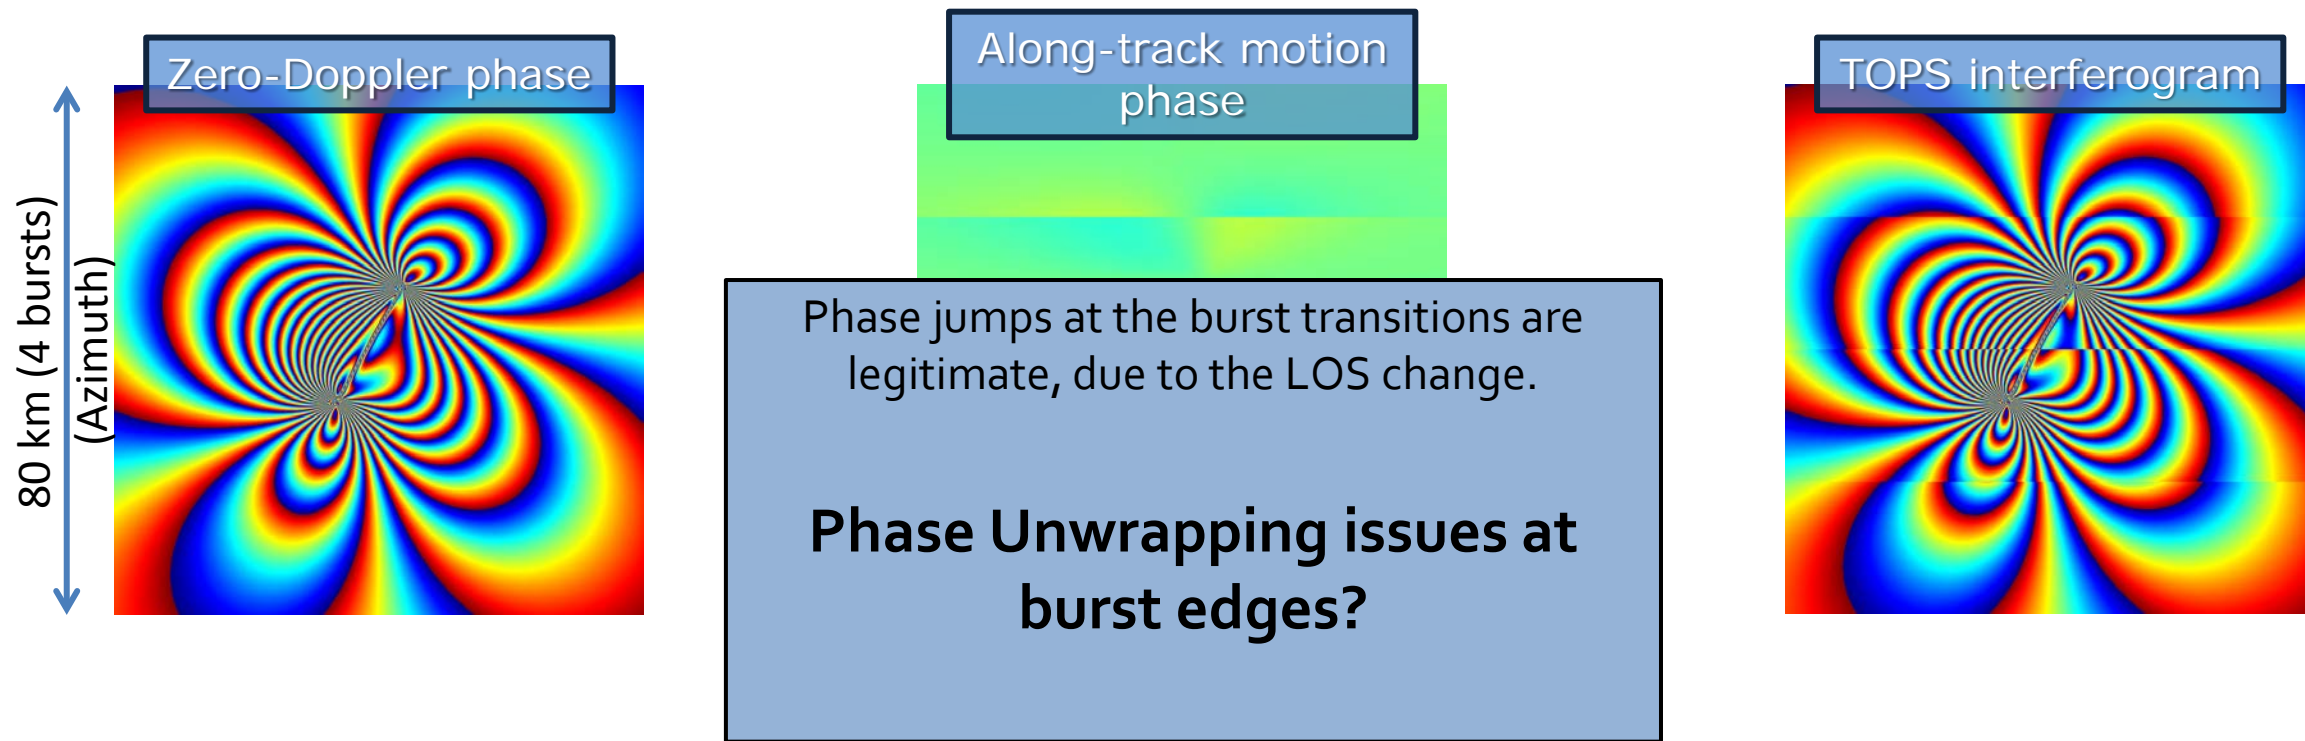 Zero-Doppler phase
Along-track motion
phase
TOPS interferogram
80 km (4 bursts)
(Azimuth)
Phase jumps at the burst transitions are
legitimate, due to the LOS change.
Phase Unwrapping issues at
burst edges?